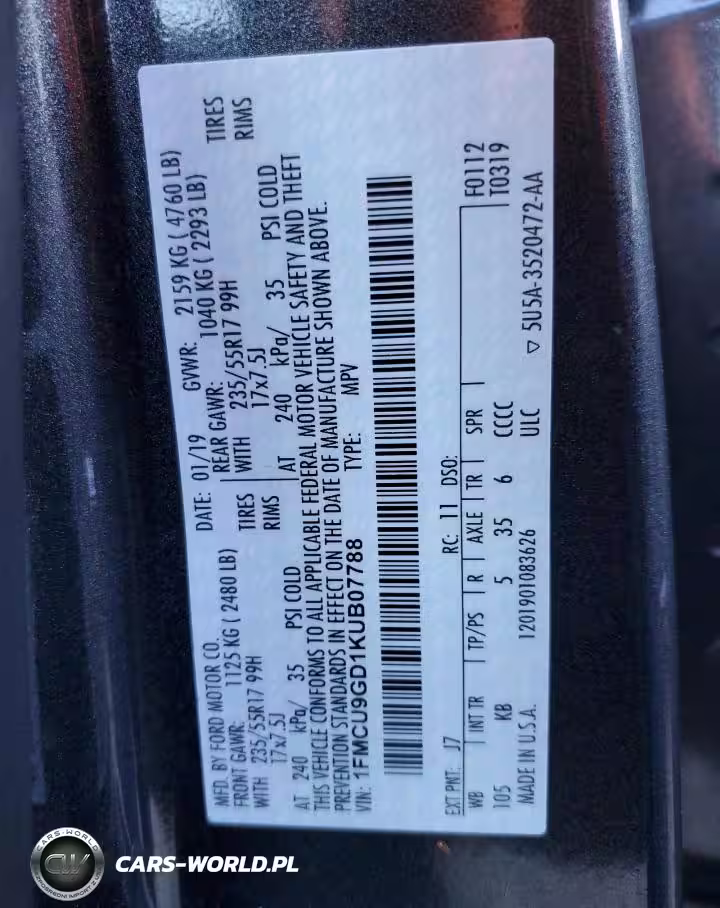 MFD. BY FORD MOTOR CO. DATE: 01/19 GVWR: 2159 KG ( 4760 LB)
FRONT GAWR: 1125 KG ( 2480 LB) REAR GAWR: 1040 KG ( 2293 LB)
WITH 235/55R17 99H TIRES WITH 235/55R17 99H TIRES
17x7.5J RIMS 17x7.5J RIMS
AT 240 kPa/ 35 PSI COLD AT 240 kPa/ 35 PSI COLD
THIS VEHICLE CONFORMS TO ALL APPLICABLE FEDERAL MOTOR VEHICLE SAFETY AND THEFT
PREVENTION STANDARDS IN EFFECT ON THE DATE OF MANUFACTURE SHOWN ABOVE.
VIN: 1FMCU9GD1KUB07788 TYPE: MPV
EXT PNT: J7 RC: 11 DSO: F0112
WB INT TR TP/PS R AXLE TR SPR T0319
105 KB 5 35 6 CCCC
MADE IN U.S.A. 1201901083626 ULC ▽ 5U5A-3520472-AA
CARS-WORLD
CW
CARS-WORLD.PL